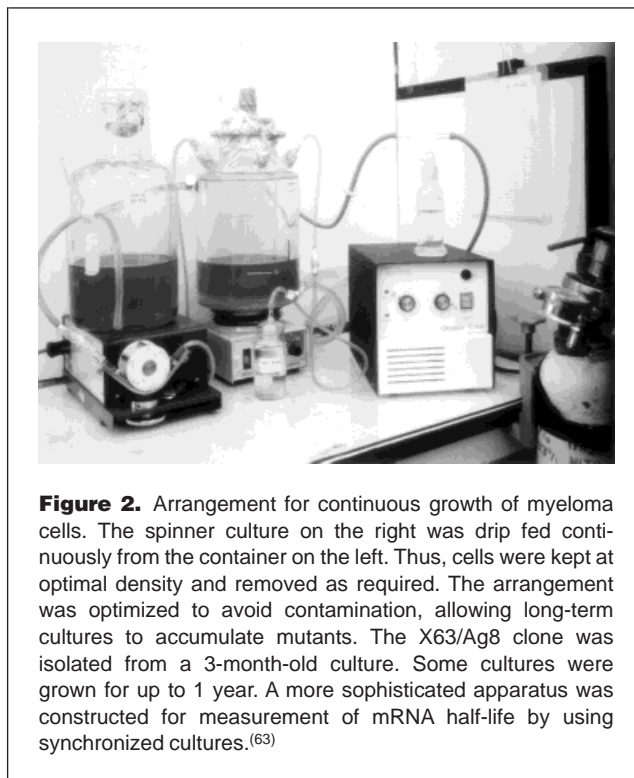 Figure 2. Arrangement for continuous growth of myeloma
cells. The spinner culture on the right was drip fed conti-
nuously from the container on the left. Thus, cells were kept at
optimal density and removed as required. The arrangement
was optimized to avoid contamination, allowing long-term
cultures to accumulate mutants. The X63/Ag8 clone was
isolated from a 3-month-old culture. Some cultures were
grown for up to 1 year. A more sophisticated apparatus was
constructed for measurement of mRNA half-life by using
synchronized cultures.(63)